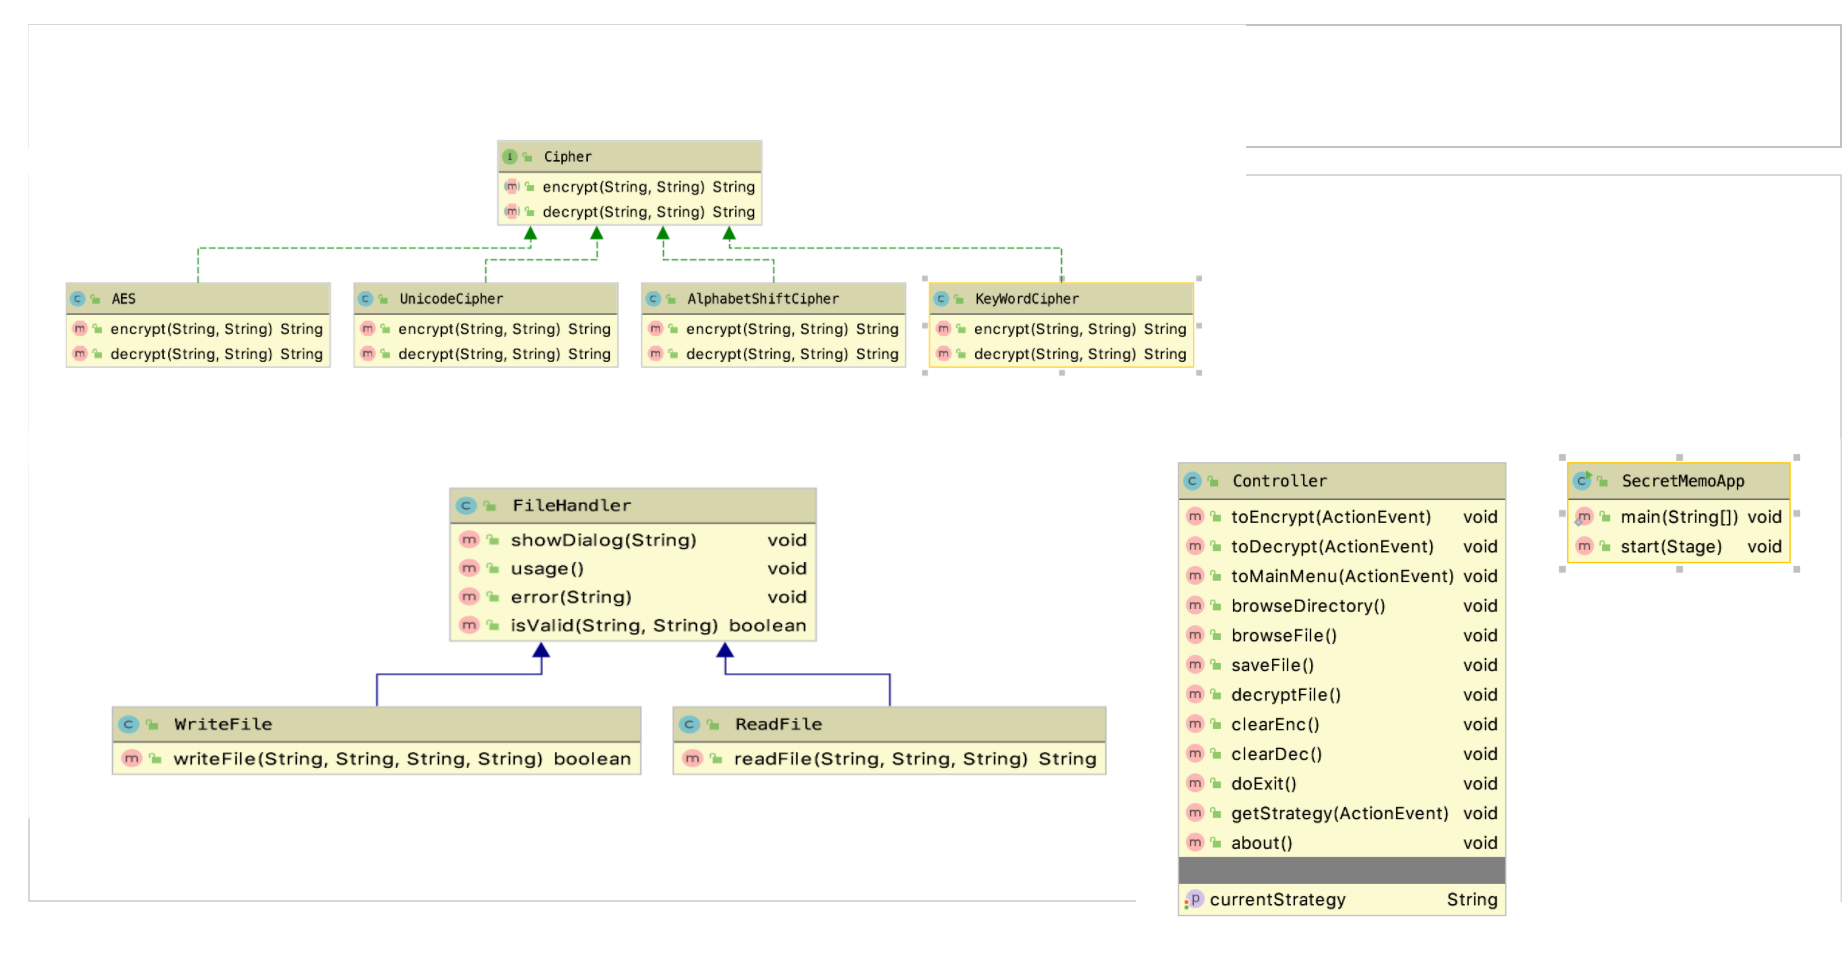 Cipher
encrypt(String, String) String
decrypt(String, String) String
AES
encrypt(String, String) String
decrypt(String, String) String
UnicodeCipher
encrypt(String, String) String
decrypt(String, String) String
AlphabetShiftCipher
encrypt(String, String) String
decrypt(String, String) String
KeyWordCipher
encrypt(String, String) String
decrypt(String, String) String
FileHandler
showDialog(String) void
usage() void
error(String) void
isValid(String, String) boolean
WriteFile
writeFile(String, String, String, String) boolean
ReadFile
readFile(String, String, String) String
Controller
toEncrypt(ActionEvent) void
toDecrypt(ActionEvent) void
toMainMenu(ActionEvent) void
browseDirectory() void
browseFile() void
saveFile() void
decryptFile() void
clearEnc() void
clearDec() void
doExit() void
getStrategy(ActionEvent) void
about() void
currentStrategy String
SecretMemoApp
main(String[]) void
start(Stage) void